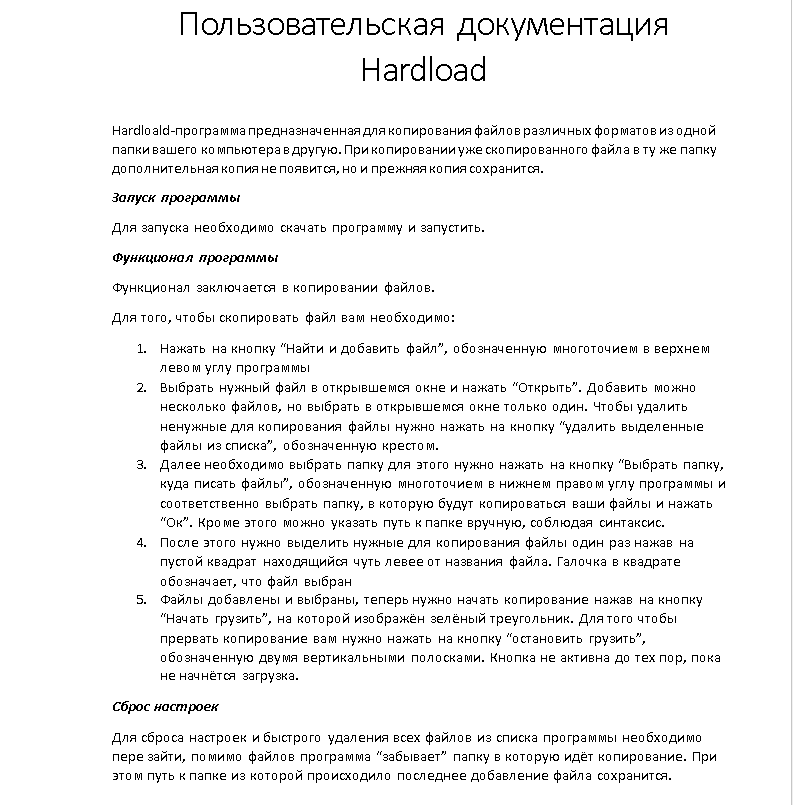 Пользовательская документация
Hardload
Hardloald-программа предназначенная для копирования файлов различных форматов из одной
папки вашего компьютера в другую. При копировании уже скопированного файла в ту же папку
дополнительная копия не появится, но и прежняя копия сохранится.
Запуск программы
Для запуска необходимо скачать программу и запустить.
Функционал программы
Функционал заключается в копировании файлов.
Для того, чтобы скопировать файл вам необходимо:
1. Нажать на кнопку “Найти и добавить файл”, обозначенную многоточием в верхнем
левом углу программы
2. Выбрать нужный файл в открывшемся окне и нажать “Открыть”. Добавить можно
несколько файлов, но выбрать в открывшемся окне только один. Чтобы удалить
ненужные для копирования файлы нужно нажать на кнопку “удалить выделенные
файлы из списка”, обозначенную крестом.
3. Далее необходимо выбрать папку для этого нужно нажать на кнопку “Выбрать папку,
куда писать файлы”, обозначенную многоточием в нижнем правом углу программы и
соответственно выбрать папку, в которую будут копироваться ваши файлы и нажать
“Ок”. Кроме этого можно указать путь к папке вручную, соблюдая синтаксис.
4. После этого нужно выделить нужные для копирования файлы один раз нажав на
пустой квадрат находящийся чуть левее от названия файла. Галочка в квадрате
обозначает, что файл выбран
5. Файлы добавлены и выбраны, теперь нужно начать копирование нажав на кнопку
“Начать грузить”, на которой изображён зелёный треугольник. Для того чтобы
прервать копирование вам нужно нажать на кнопку “остановить грузить”,
обозначенную двумя вертикальными полосками. Кнопка не активна до тех пор, пока
не начнётся загрузка.
Сброс настроек
Для сброса настроек и быстрого удаления всех файлов из списка программы необходимо
пере зайти, помимо файлов программа “забывает” папку в которую идёт копирование. При
этом путь к папке из которой происходило последнее добавление файла сохранится.